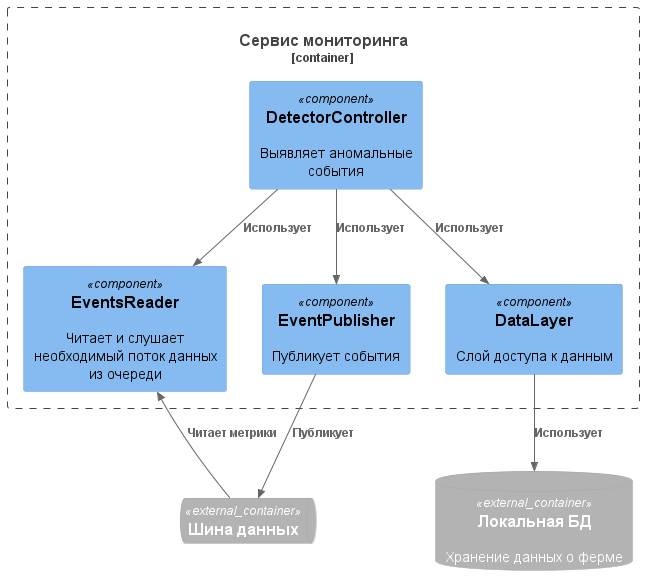 Сервис мониторинга
[container]
«component»
DetectorController
Выявляет аномальные
события
Использует
Использует
Использует
«component»
EventsReader
Читает и слушает
необходимый поток данных
из очереди
«component»
EventPublisher
Публикует события
«component»
DataLayer
Слой доступа к данным
Читает метрики
Публикует
Использует
«external_container»
Шина данных
«external_container»
Локальная БД
Хранение данных о ферме